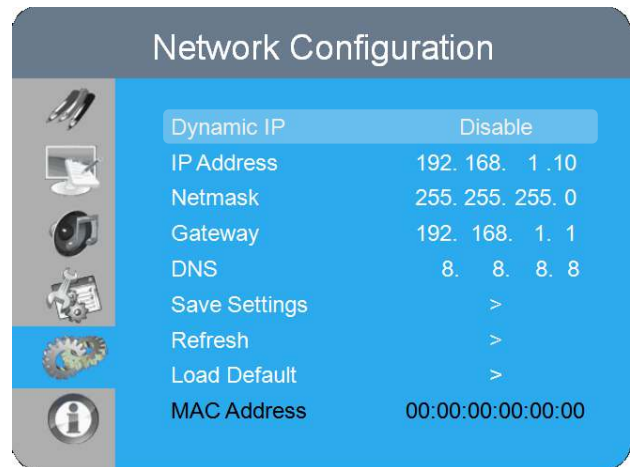 Network Configuration
Dynamic IP Disable
IP Address 192. 168. 1 .10
Netmask 255. 255. 255. 0
Gateway 192. 168. 1. 1
DNS 8. 8. 8. 8
Save Settings >
Refresh >
Load Default >
MAC Address 00:00:00:00:00:00